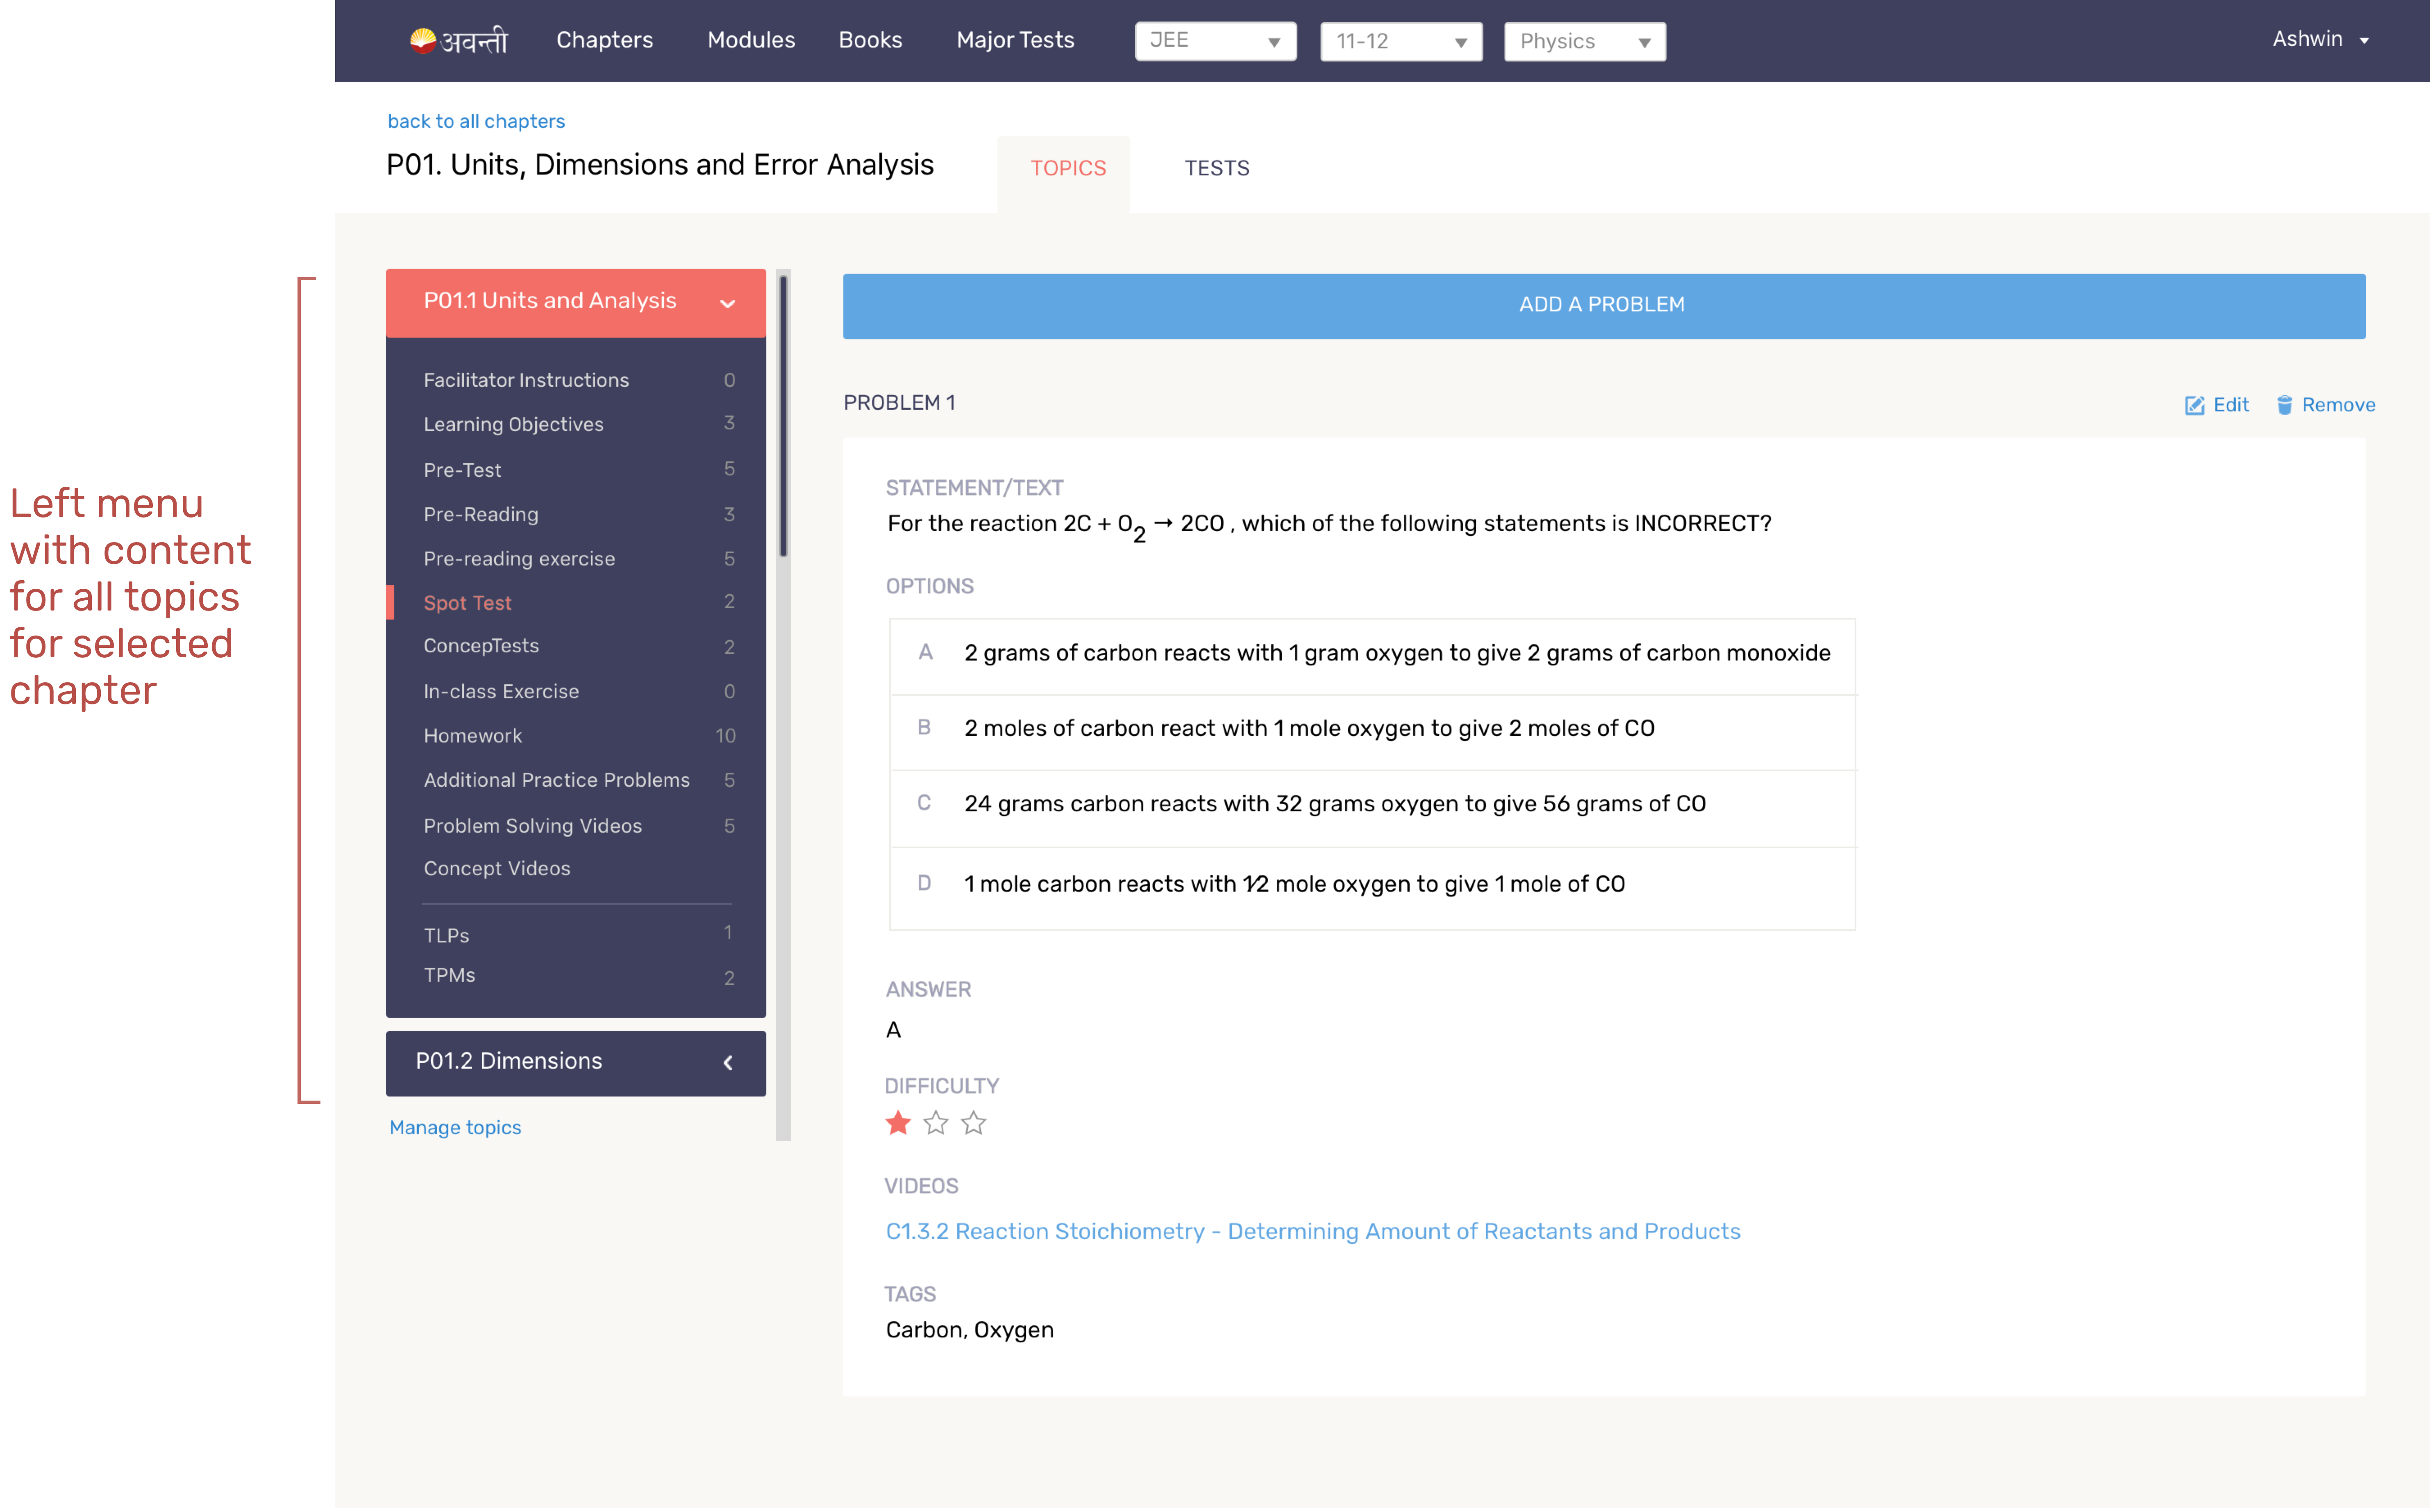 अवन्ती Chapters Modules Books Major Tests JEE 11-12 Physics Ashwin
back to all chapters
P01. Units, Dimensions and Error Analysis TOPICS TESTS
Left menu
with content
for all topics
for selected
chapter
P01.1 Units and Analysis
Facilitator Instructions 0
Learning Objectives 3
Pre-Test 5
Pre-Reading 3
Pre-reading exercise 5
Spot Test 2
ConcepTests 2
In-class Exercise 0
Homework 10
Additional Practice Problems 5
Problem Solving Videos 5
Concept Videos
TLPs 1
TPMs 2
P01.2 Dimensions
Manage topics
ADD A PROBLEM
PROBLEM 1 Edit Remove
STATEMENT/TEXT
For the reaction 2C + O₂ → 2CO , which of the following statements is INCORRECT?
OPTIONS
A 2 grams of carbon reacts with 1 gram oxygen to give 2 grams of carbon monoxide
B 2 moles of carbon react with 1 mole oxygen to give 2 moles of CO
C 24 grams carbon reacts with 32 grams oxygen to give 56 grams of CO
D 1 mole carbon reacts with 1⁄2 mole oxygen to give 1 mole of CO
ANSWER
A
DIFFICULTY
VIDEOS
C1.3.2 Reaction Stoichiometry - Determining Amount of Reactants and Products
TAGS
Carbon, Oxygen